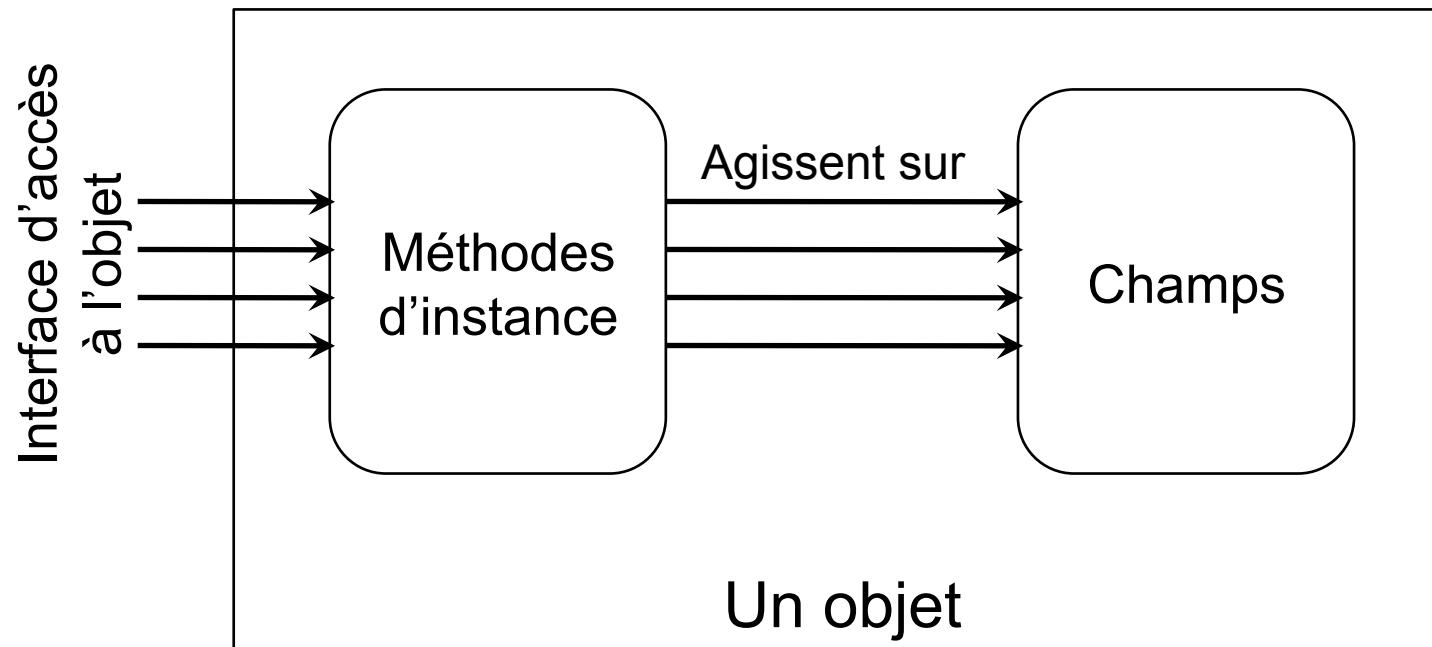 Interface d’accès
à l’objet
Agissent sur
Méthodes
d’instance
Champs
Un objet